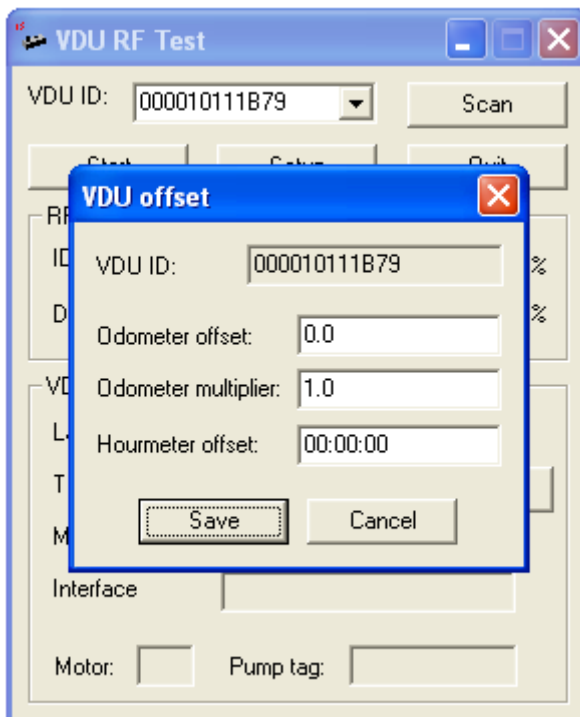 VDU RF Test
VDU ID: 000010111B79 Scan
VDU offset
VDU ID: 000010111B79 %
%
Odometer offset: 0.0
Odometer multiplier: 1.0
Hourmeter offset: 00:00:00
Save Cancel
Interface
Motor: Pump tag: